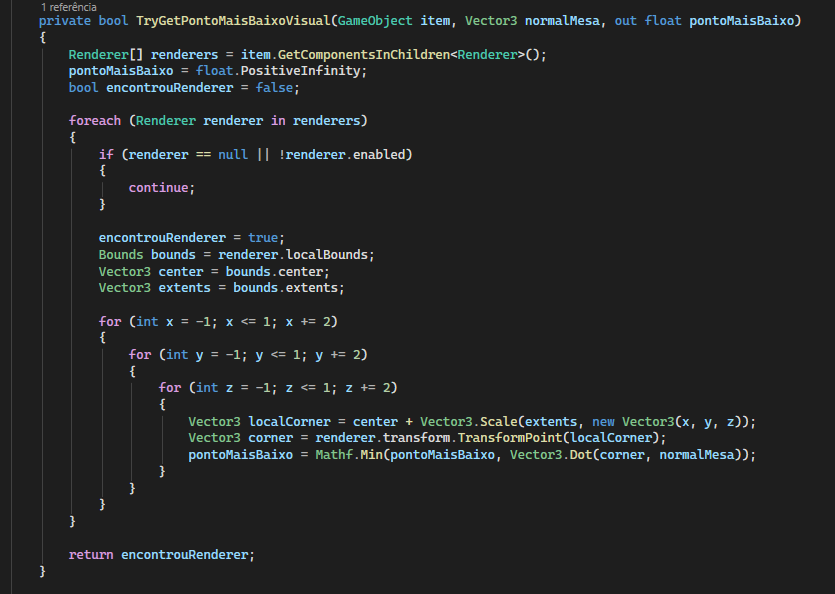 1 referência
private bool TryGetPontoMaisBaixoVisual(GameObject item, Vector3 normalMesa, out float pontoMaisBaixo)
{
Renderer[] renderers = item.GetComponentsInChildren<Renderer>();
pontoMaisBaixo = float.PositiveInfinity;
bool encontrouRenderer = false;
foreach (Renderer renderer in renderers)
{
if (renderer == null || !renderer.enabled)
{
continue;
}
encontrouRenderer = true;
Bounds bounds = renderer.localBounds;
Vector3 center = bounds.center;
Vector3 extents = bounds.extents;
for (int x = -1; x <= 1; x += 2)
{
for (int y = -1; y <= 1; y += 2)
{
for (int z = -1; z <= 1; z += 2)
{
Vector3 localCorner = center + Vector3.Scale(extents, new Vector3(x, y, z));
Vector3 corner = renderer.transform.TransformPoint(localCorner);
pontoMaisBaixo = Mathf.Min(pontoMaisBaixo, Vector3.Dot(corner, normalMesa));
}
}
}
}
return encontrouRenderer;
}